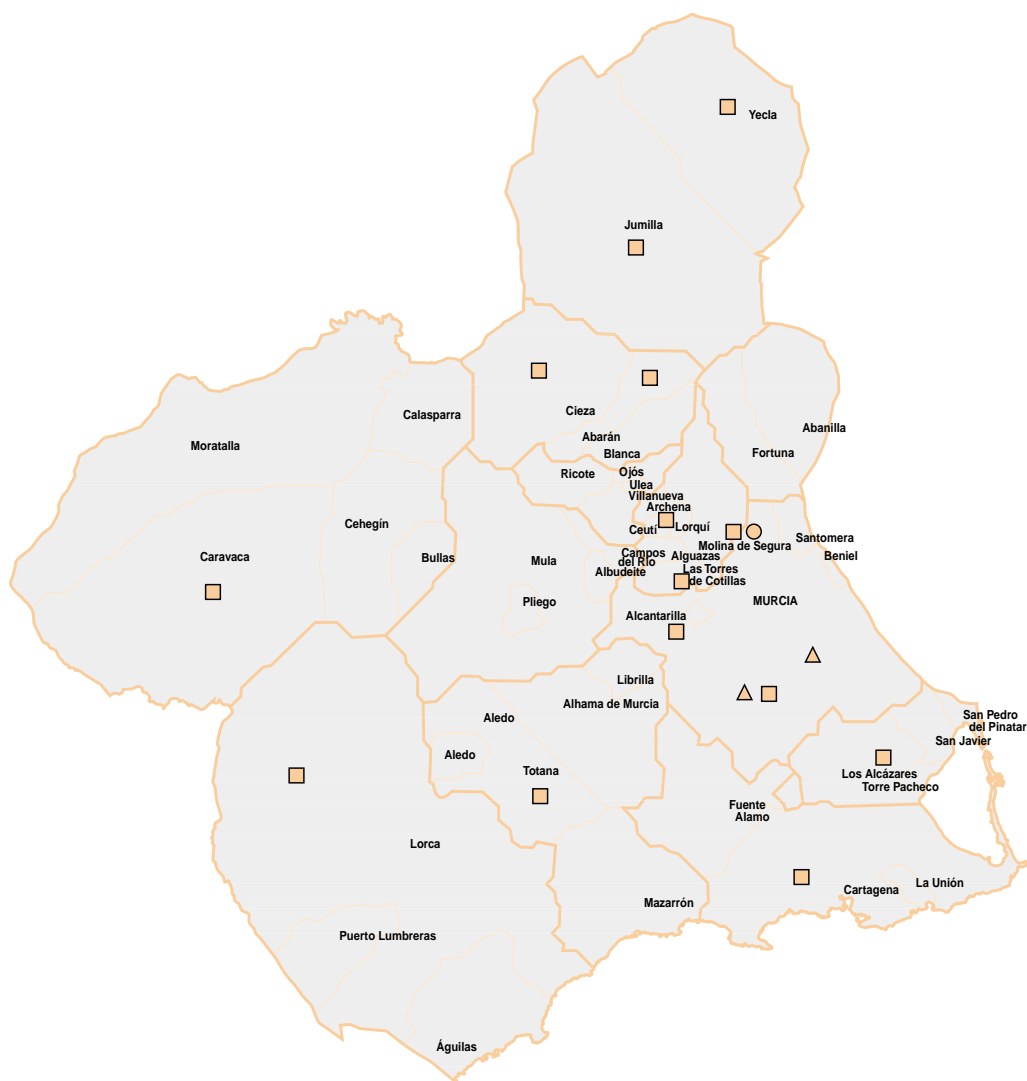 Yecla
Jumilla
Calasparra
Cieza
Moratalla
Abarán
Blanca
Abanilla
Fortuna
Ricote
Ojós
Ulea
Villanueva
Archena
Cehegín
Ceutí
Lorquí
Santomera
Molina de Segura
Beniel
Caravaca
Bullas
Mula
Campos
del Río
Alguazas
Albudeite
Las Torres
de Cotillas
Pliego
MURCIA
Alcantarilla
Librilla
Alhama de Murcia
Aledo
San Pedro
del Pinatar
San Javier
Aledo
Totana
Los Alcázares
Torre Pacheco
Fuente
Alamo
Lorca
La Unión
Cartagena
Mazarrón
Puerto Lumbreras
Águilas